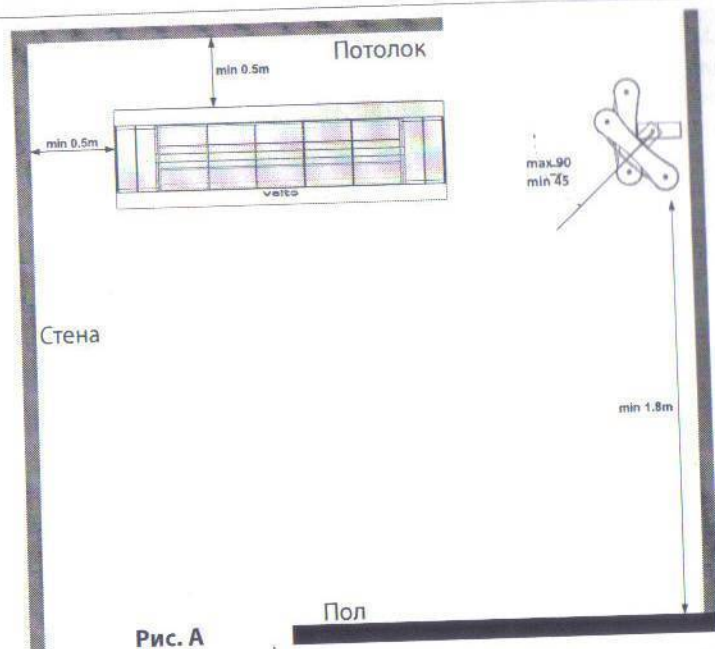 Потолок
min 0.5m
min 0.5m
max.90
min 45
veito
Стена
min 1.8m
Пол
Рис. А